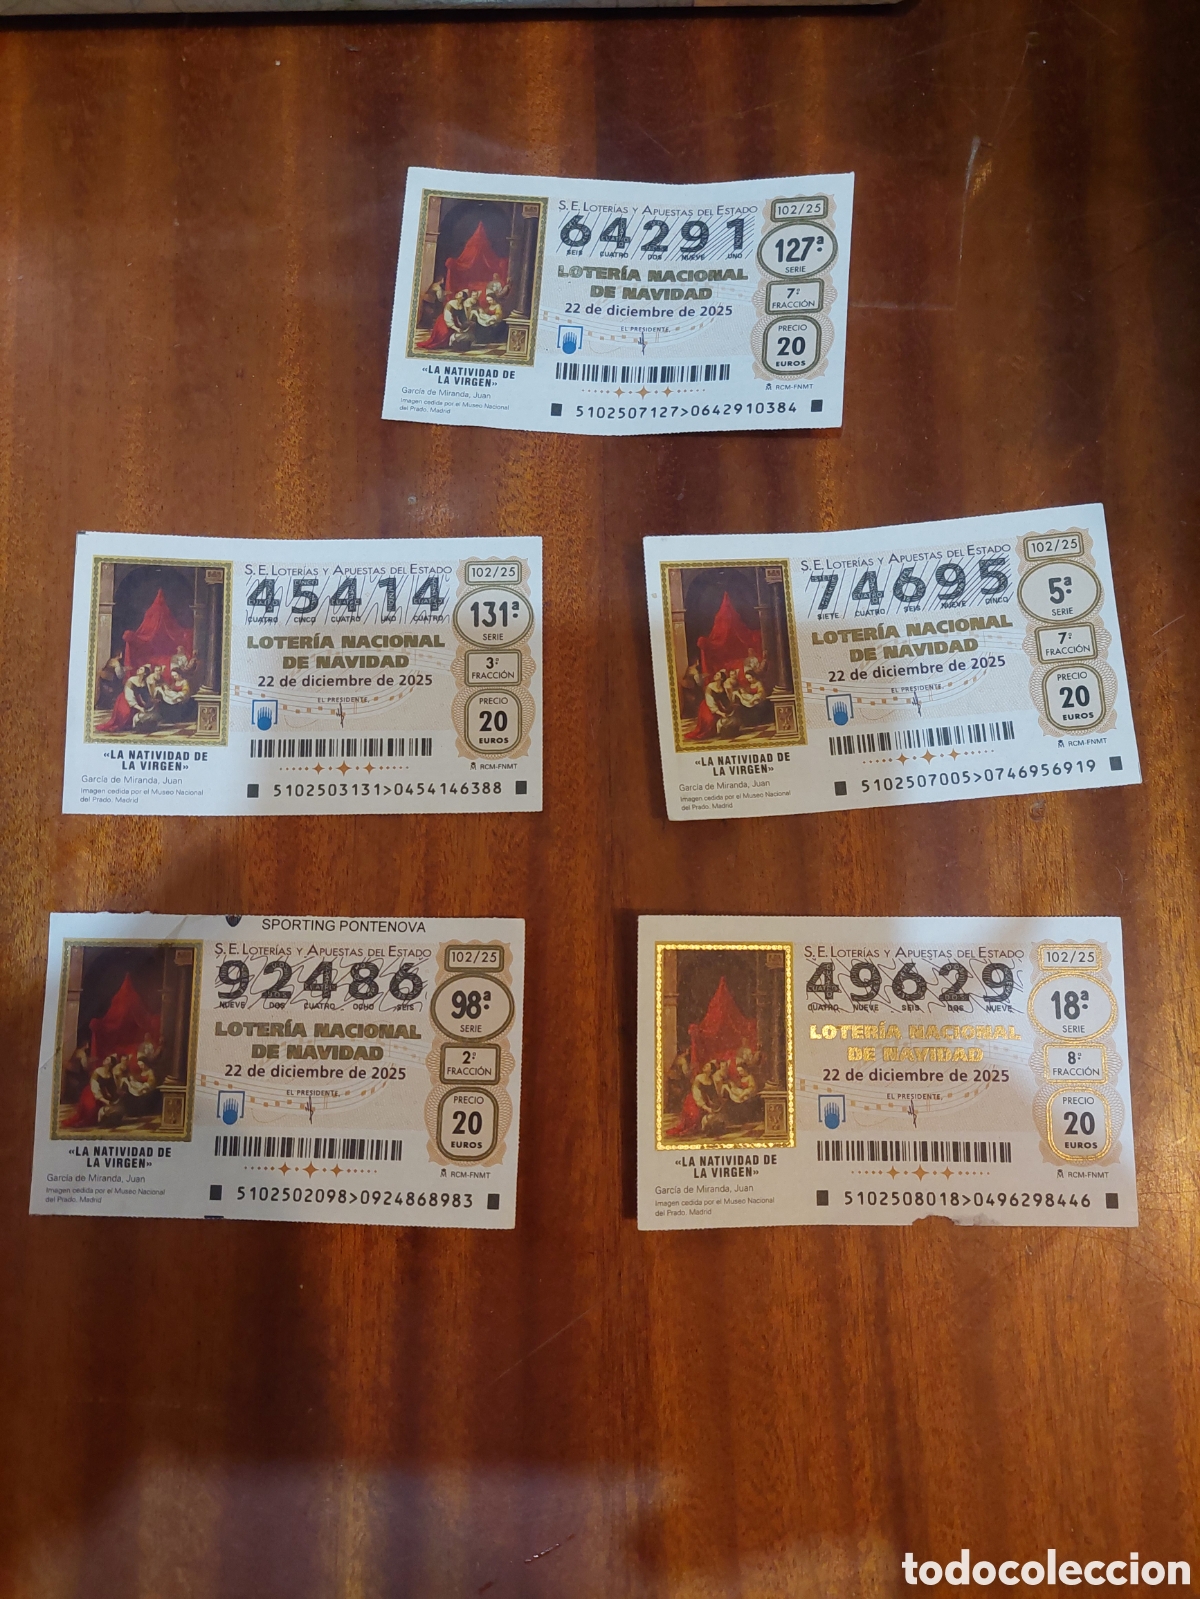 S. E. LOTERÍAS Y APUESTAS DEL ESTADO
64291
SEIS CUATRO DOS NUEVE UNO
LOTERÍA NACIONAL
DE NAVIDAD
22 de diciembre de 2025
EL PRESIDENTE,
102/25
127ª
SERIE
7ª
FRACCIÓN
PRECIO
20
EUROS
RCM-FNMT
«LA NATIVIDAD DE
LA VIRGEN»
García de Miranda, Juan
Imagen cedida por el Museo Nacional
del Prado. Madrid
5102507127>0642910384
S. E. LOTERÍAS Y APUESTAS DEL ESTADO
45414
CUATRO CINCO CUATRO UNO CUATRO
LOTERÍA NACIONAL
DE NAVIDAD
22 de diciembre de 2025
EL PRESIDENTE,
102/25
131ª
SERIE
3ª
FRACCIÓN
PRECIO
20
EUROS
RCM-FNMT
«LA NATIVIDAD DE
LA VIRGEN»
García de Miranda, Juan
Imagen cedida por el Museo Nacional
del Prado. Madrid
5102503131>0454146388
S. E. LOTERÍAS Y APUESTAS DEL ESTADO
74695
SIETE CUATRO SEIS NUEVE CINCO
LOTERÍA NACIONAL
DE NAVIDAD
22 de diciembre de 2025
EL PRESIDENTE,
102/25
5ª
SERIE
7ª
FRACCIÓN
PRECIO
20
EUROS
RCM-FNMT
«LA NATIVIDAD DE
LA VIRGEN»
García de Miranda, Juan
Imagen cedida por el Museo Nacional
del Prado. Madrid
5102507005>0746956919
SPORTING PONTENOVA
S. E. LOTERÍAS Y APUESTAS DEL ESTADO
92486
NUEVE DOS CUATRO OCHO SEIS
LOTERÍA NACIONAL
DE NAVIDAD
22 de diciembre de 2025
EL PRESIDENTE,
102/25
98ª
SERIE
2ª
FRACCIÓN
PRECIO
20
EUROS
RCM-FNMT
«LA NATIVIDAD DE
LA VIRGEN»
García de Miranda, Juan
Imagen cedida por el Museo Nacional
del Prado. Madrid
5102502098>0924868983
S. E. LOTERÍAS Y APUESTAS DEL ESTADO
49629
CUATRO NUEVE SEIS DOS NUEVE
LOTERÍA NACIONAL
DE NAVIDAD
22 de diciembre de 2025
EL PRESIDENTE,
102/25
18ª
SERIE
8ª
FRACCIÓN
PRECIO
20
EUROS
RCM-FNMT
«LA NATIVIDAD DE
LA VIRGEN»
García de Miranda, Juan
Imagen cedida por el Museo Nacional
del Prado. Madrid
5102508018>0496298446
todocoleccion